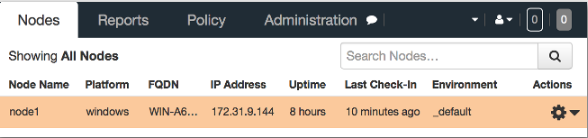 Nodes Reports Policy Administration 0 0
Showing All Nodes Search Nodes...
Node Name Platform FQDN IP Address Uptime Last Check-In Environment Actions
node1 windows WIN-A6... 172.31.9.144 8 hours 10 minutes ago _default